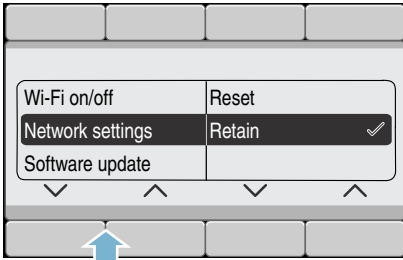 Wi-Fi on/off
Reset
Network settings
Retain
Software update